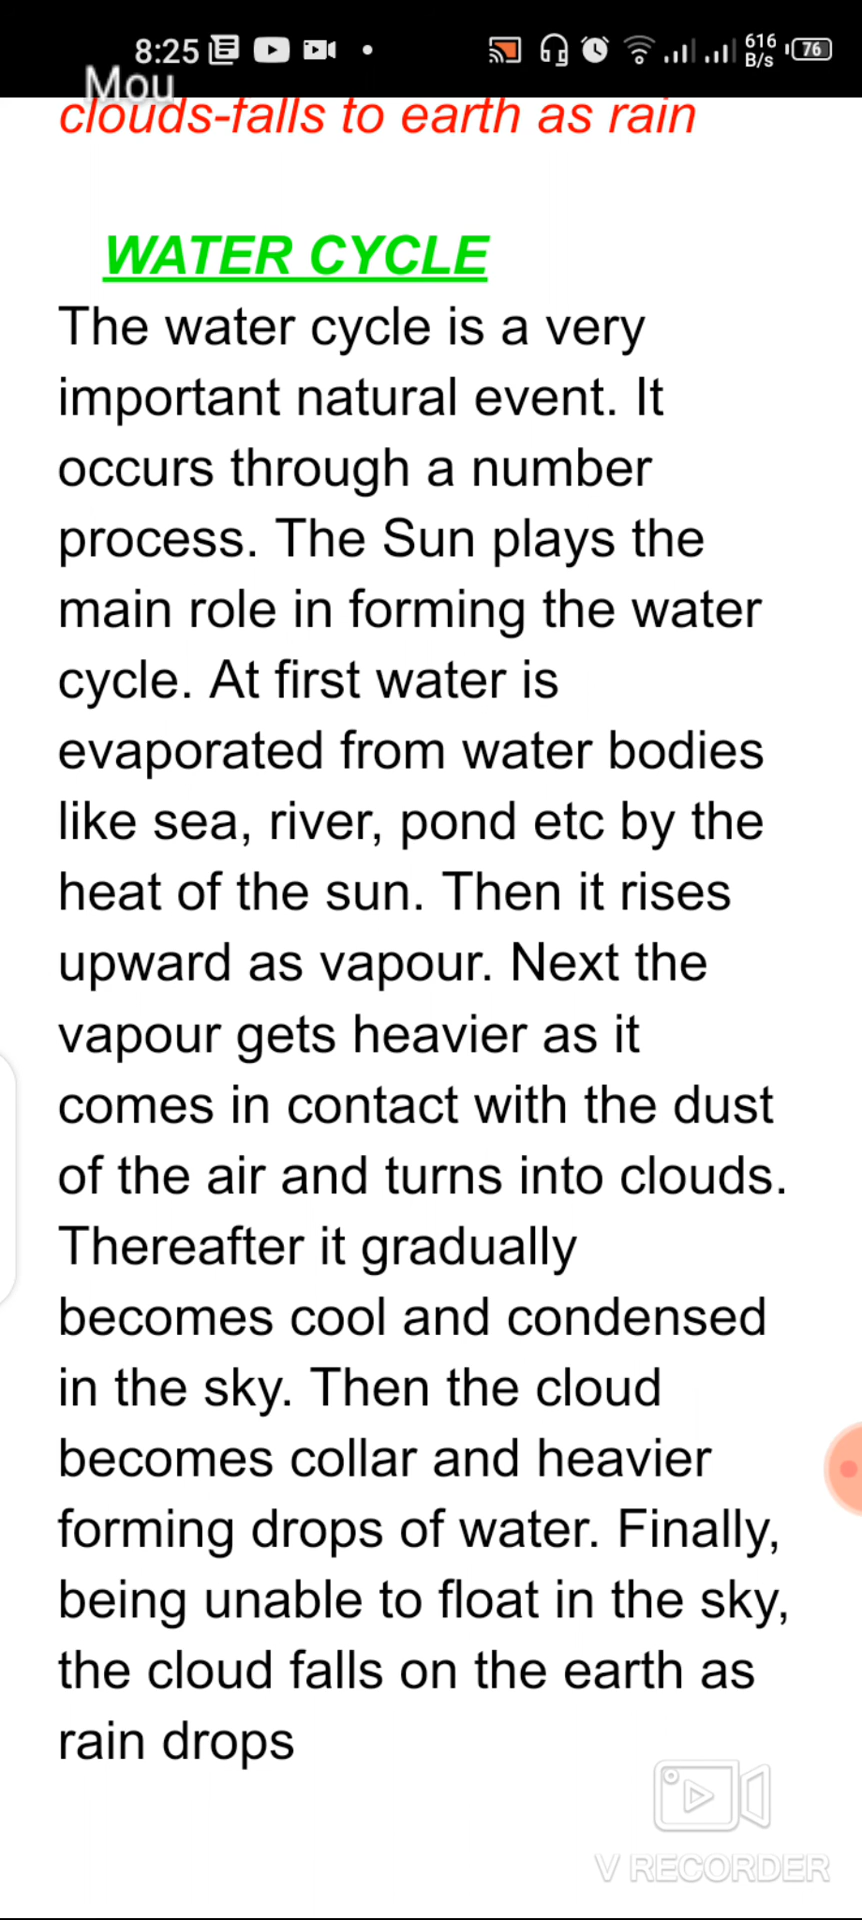 8:25
616
B/s
76
Mou
clouds-falls to earth as rain
WATER CYCLE
The water cycle is a very
important natural event. It
occurs through a number
process. The Sun plays the
main role in forming the water
cycle. At first water is
evaporated from water bodies
like sea, river, pond etc by the
heat of the sun. Then it rises
upward as vapour. Next the
vapour gets heavier as it
comes in contact with the dust
of the air and turns into clouds.
Thereafter it gradually
becomes cool and condensed
in the sky. Then the cloud
becomes collar and heavier
forming drops of water. Finally,
being unable to float in the sky,
the cloud falls on the earth as
rain drops
V RECORDER